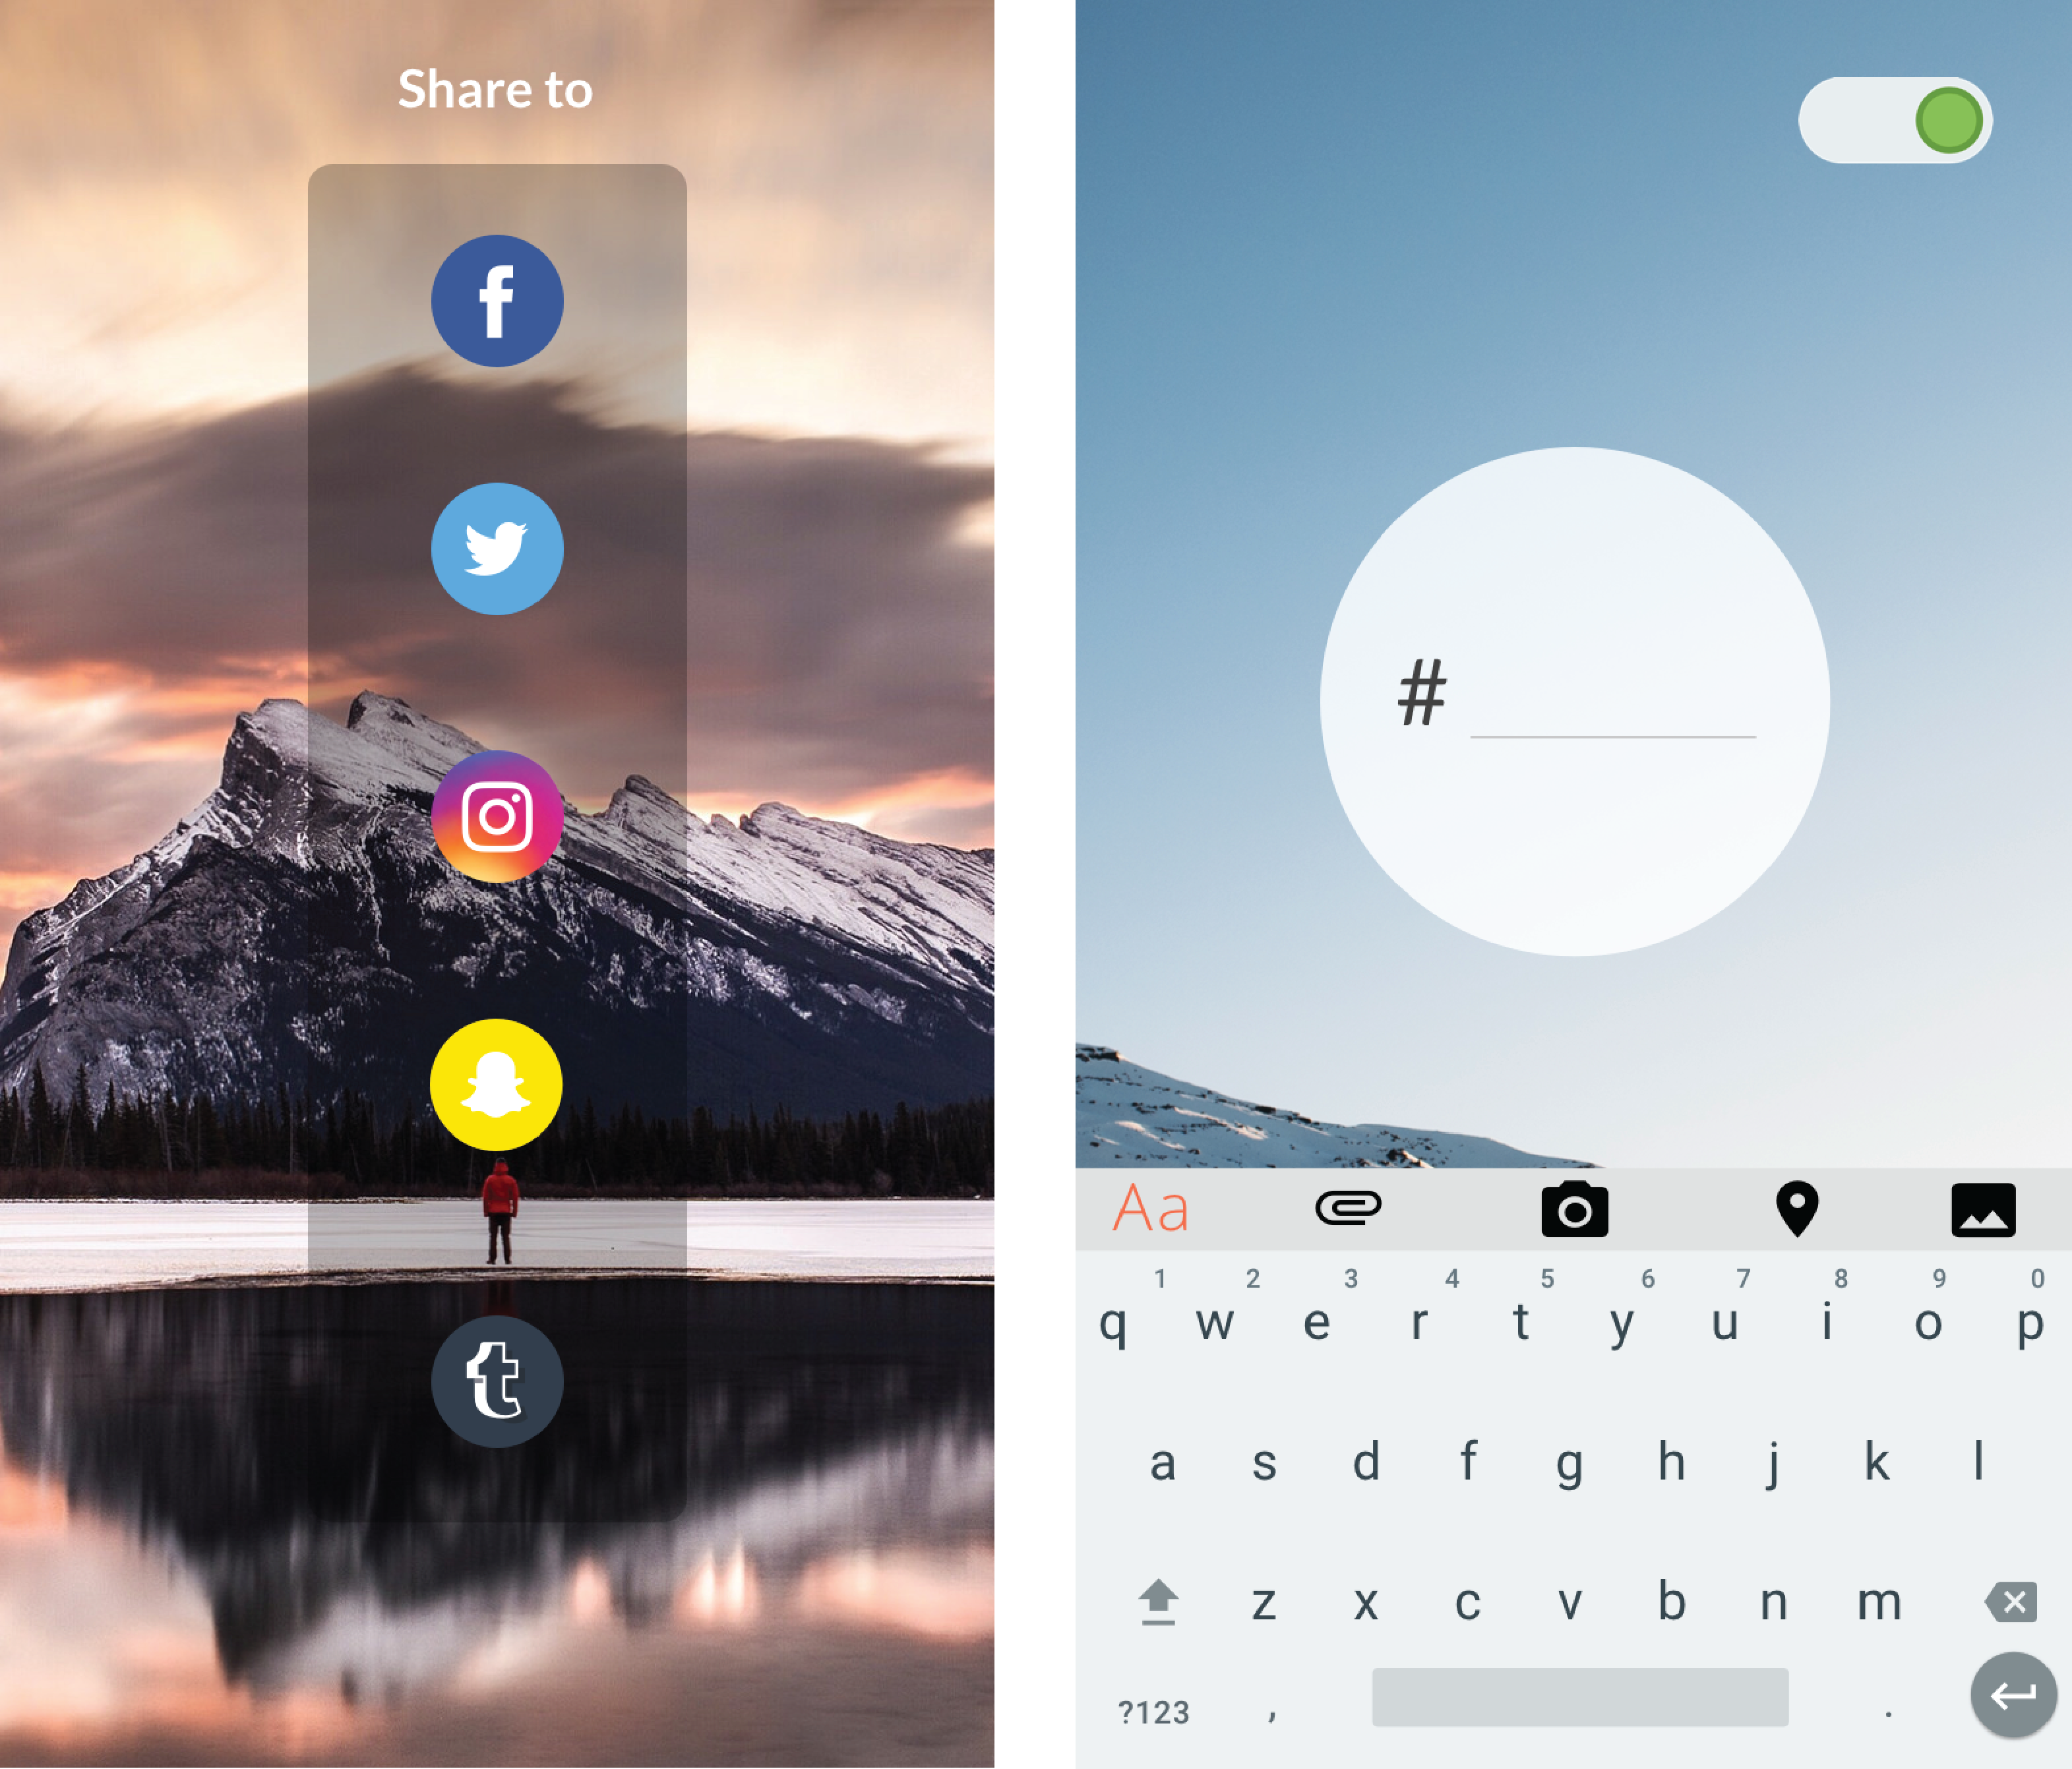 Share to
f
t
#
Aa
1 2 3 4 5 6 7 8 9 0
q w e r t y u i o p
a s d f g h j k l
z x c v b n m
?123 , .